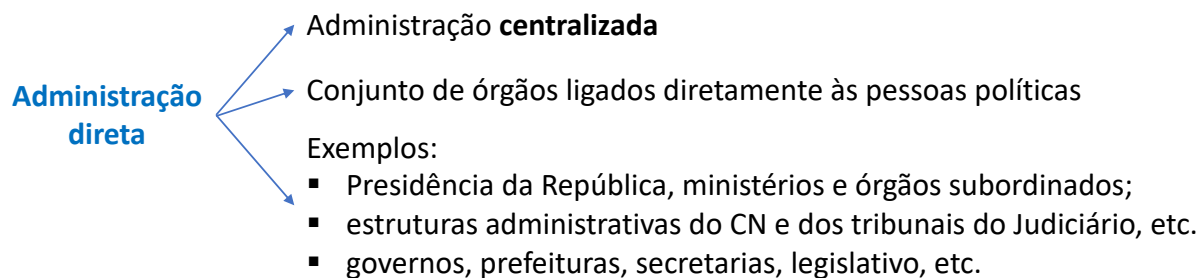 Administração direta
Administração centralizada
Conjunto de órgãos ligados diretamente às pessoas políticas
Exemplos:
▪ Presidência da República, ministérios e órgãos subordinados;
▪ estruturas administrativas do CN e dos tribunais do Judiciário, etc.
▪ governos, prefeituras, secretarias, legislativo, etc.